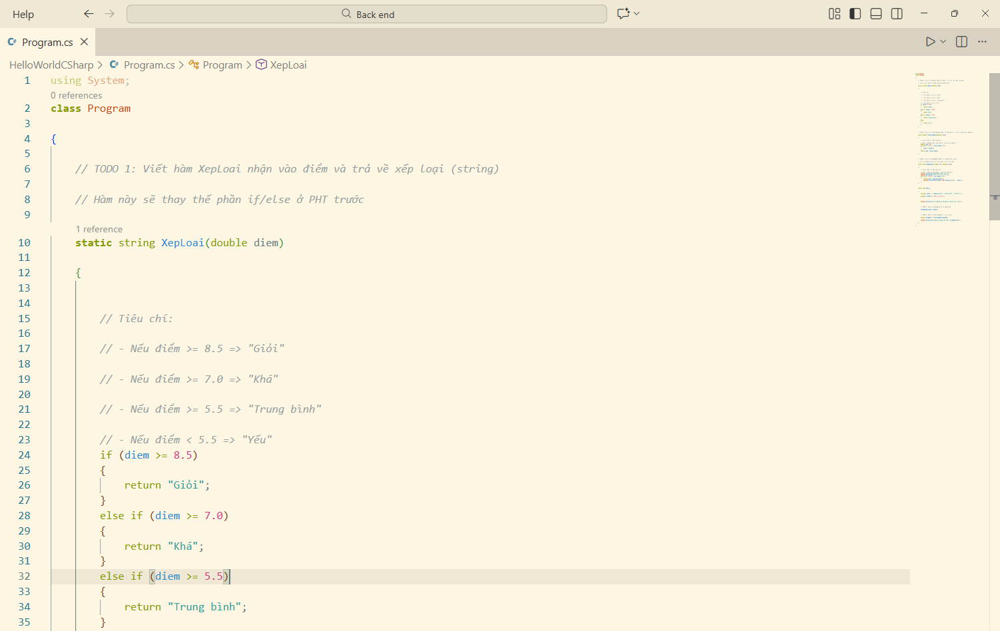 Help
Back end
Program.cs
HelloWorldCSharp > Program.cs > Program > XepLoai
1 using System;
0 references
2 class Program
3
4 {
5
6 // TODO 1: Viết hàm XepLoai nhận vào điểm và trả về xếp loại (string)
7
8 // Hàm này sẽ thay thế phần if/else ở PHT trước
9
1 reference
10 static string XepLoai(double diem)
11
12 {
13
14
15 // Tiêu chí:
16
17 // - Nếu điểm >= 8.5 => "Giỏi"
18
19 // - Nếu điểm >= 7.0 => "Khá"
20
21 // - Nếu điểm >= 5.5 => "Trung bình"
22
23 // - Nếu điểm < 5.5 => "Yếu"
24 if (diem >= 8.5)
25 {
26 return "Giỏi";
27 }
28 else if (diem >= 7.0)
29 {
30 return "Khá";
31 }
32 else if (diem >= 5.5)
33 {
34 return "Trung bình";
35 }